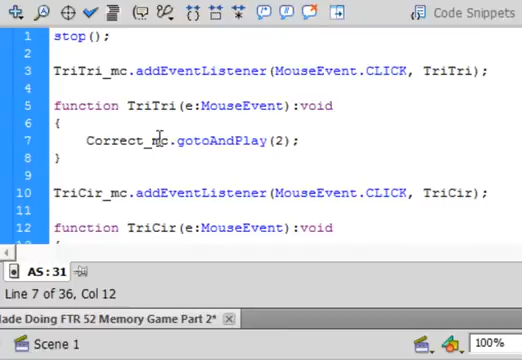 Code Snippets
1 stop();
2
3 TriTri_mc.addEventListener(MouseEvent.CLICK, TriTri);
4
5 function TriTri(e:MouseEvent):void
6 {
7 Correct_mc.gotoAndPlay(2);
8 }
9
10 TriCir_mc.addEventListener(MouseEvent.CLICK, TriCir);
11
12 function TriCir(e:MouseEvent):void
AS:31
Line 7 of 36, Col 12
lade Doing FTR 52 Memory Game Part 2*
Scene 1
100%